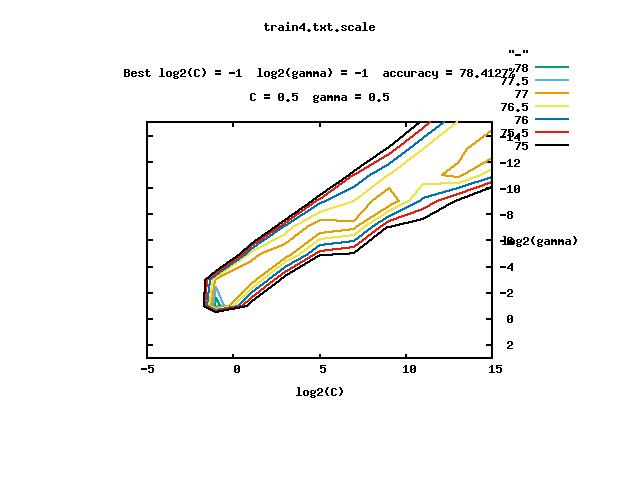 train4.txt.scale
"_"
Best log2(C) = -1 log2(gamma) = -1 accuracy = 78.4127%
78
77.5
77
C = 0.5 gamma = 0.5
76.5
76
75.5
-14
75
-12
-10
-8
-6
log2(gamma)
-4
-2
0
2
-5 0 5 10 15
log2(C)